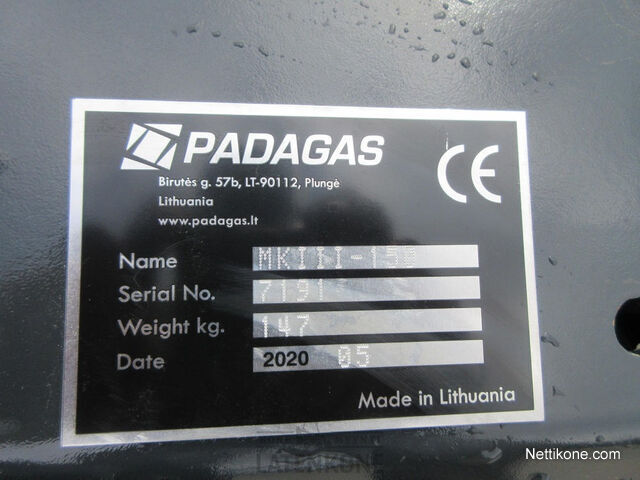 PADAGAS
CE
Birutės g. 57b, LT-90112, Plungė
Lithuania
www.padagas.lt
Name MKIII-150
Serial No. 7191
Weight kg. 147
Date 2020 05
Made in Lithuania
LATENKONE
Nettikone.com